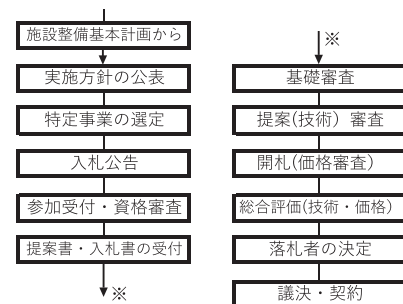 施設整備基本計画から
実施方針の公表
特定事業の選定
入札公告
参加受付・資格審査
提案書・入札書の受付
※
※
基礎審査
提案(技術）審査
開札(価格審査)
総合評価(技術・価格)
落札者の決定
議決・契約